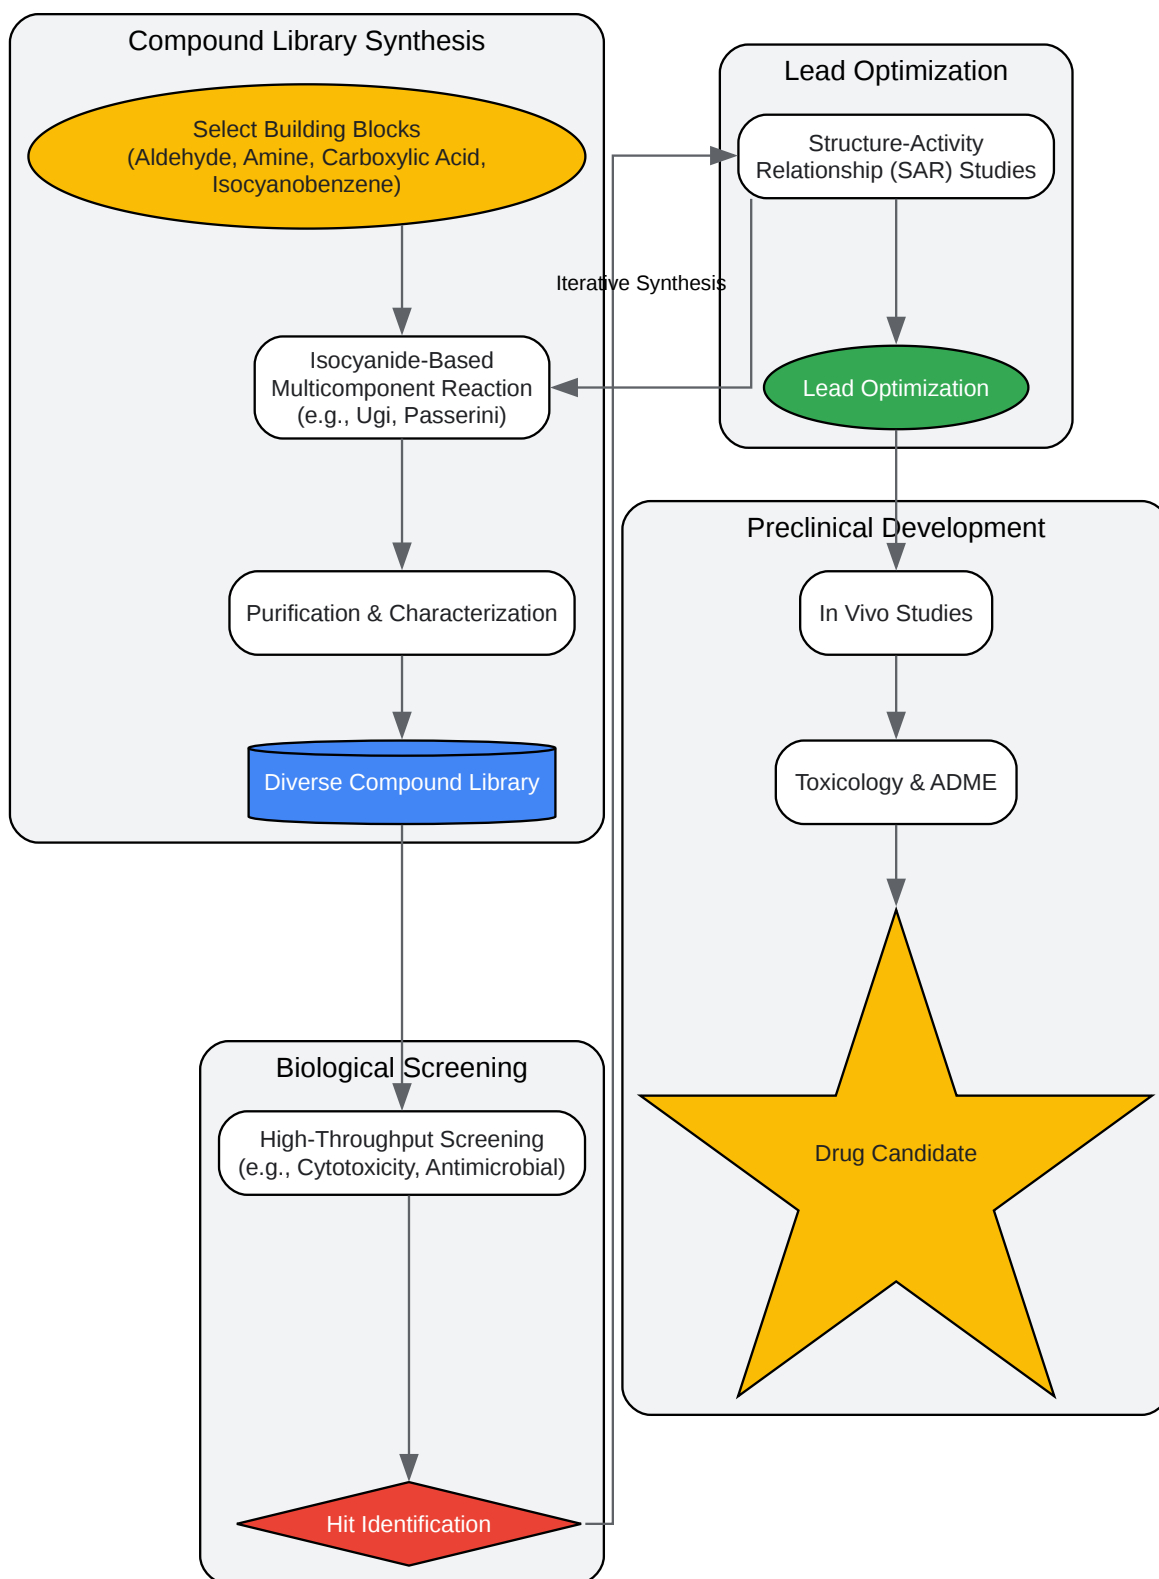 Compound Library Synthesis
Select Building Blocks
(Aldehyde, Amine, Carboxylic Acid,
Isocyanobenzene)
Isocyanide-Based
Multicomponent Reaction
(e.g., Ugi, Passerini)
Purification & Characterization
Diverse Compound Library
Biological Screening
High-Throughput Screening
(e.g., Cytotoxicity, Antimicrobial)
Hit Identification
Iterative Synthesis
Lead Optimization
Structure-Activity
Relationship (SAR) Studies
Lead Optimization
Preclinical Development
In Vivo Studies
Toxicology & ADME
Drug Candidate